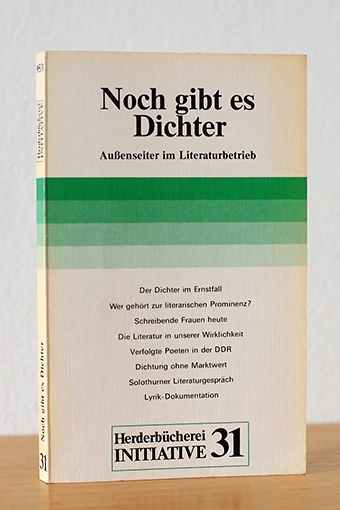 Noch gibt es
Dichter
Außenseiter im Literaturbetrieb
Der Dichter im Ernstfall
Wer gehört zur literarischen Prominenz?
Schreibende Frauen heute
Die Literatur in unserer Wirklichkeit
Verfolgte Poeten in der DDR
Dichtung ohne Marktwert
Solothurner Literaturgespräch
Lyrik-Dokumentation
Herderbücherei
INITIATIVE 31
Herderbücherei
INITIATIVE
Noch gibt es Dichter
31